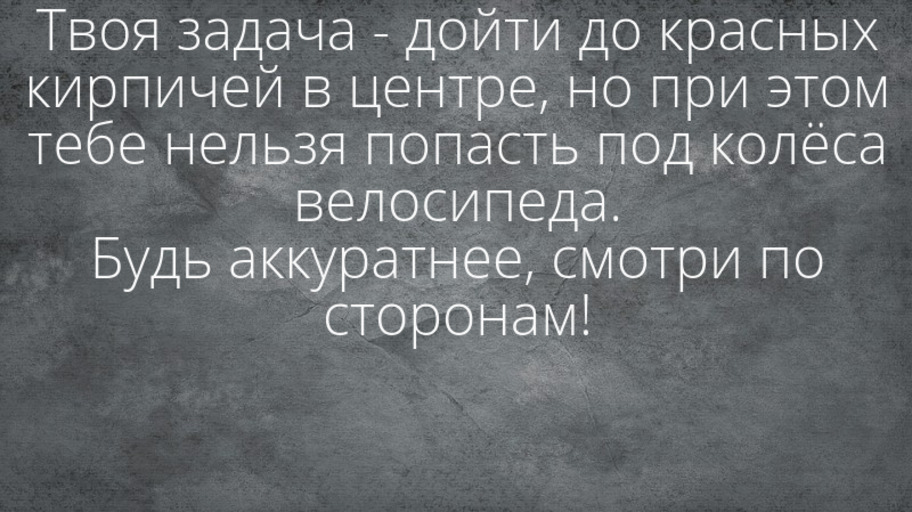 Твоя задача - дойти до красных
кирпичей в центре, но при этом
тебе нельзя попасть под колёса
велосипеда.
Будь аккуратнее, смотри по
сторонам!